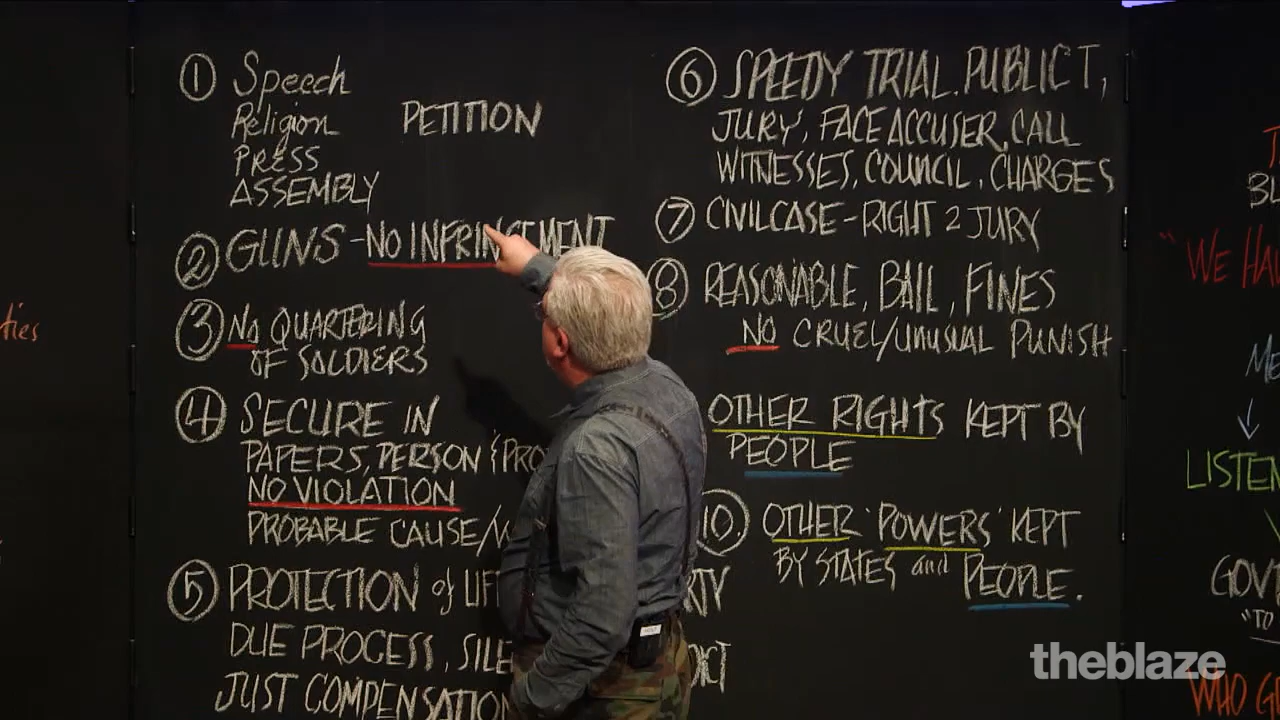 ① Speech
Religion
PRESS
ASSEMBLY
PETITION
② GUNS - NO INFRINGEMENT
③ NO QUARTERING
OF SOLDIERS
④ SECURE IN
PAPERS, PERSON &
NO VIOLATION
PROBABLE CAUSE/
⑤ PROTECTION of
DUE PROCESS,
JUST COMPENSATION
⑥ SPEEDY TRIAL. PUBLIC T,
JURY, FACE ACCUSER, CALL
WITNESSES, COUNCIL, CHARGES
⑦ CIVIL CASE - RIGHT 2 JURY
⑧ REASONABLE, BAIL, FINES
NO CRUEL/UNUSUAL PUNISH
OTHER RIGHTS KEPT BY
PEOPLE
⑩. OTHER 'POWERS' KEPT
BY STATES and PEOPLE.
"WE
LISTEN
WHO
theblaze